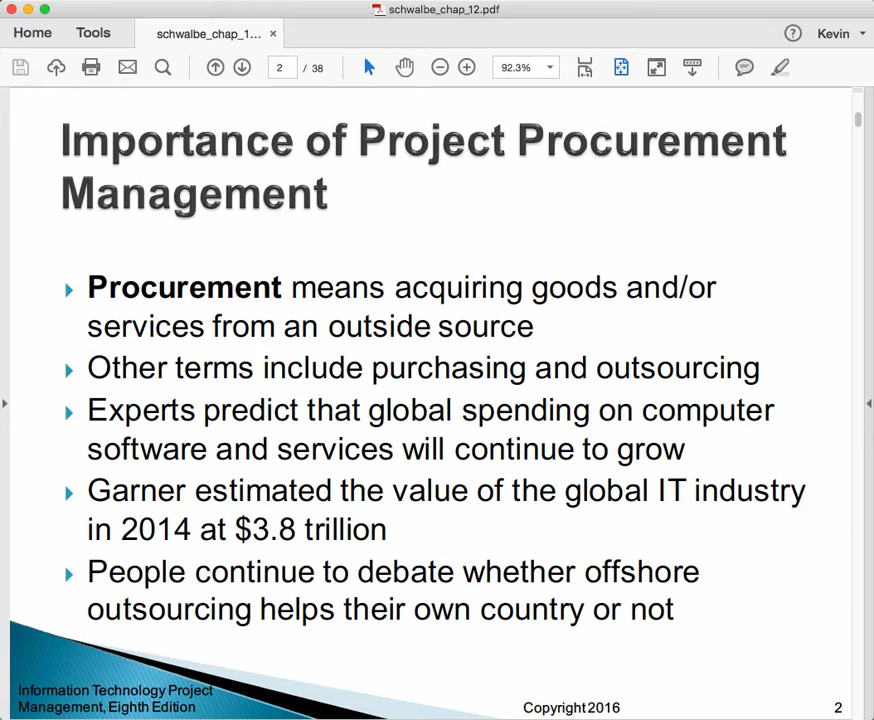 schwalbe_chap_12.pdf
Home Tools schwalbe_chap_1... × ? Kevin
2 / 38 92.3%
Importance of Project Procurement
Management
Procurement means acquiring goods and/or
services from an outside source
Other terms include purchasing and outsourcing
Experts predict that global spending on computer
software and services will continue to grow
Garner estimated the value of the global IT industry
in 2014 at $3.8 trillion
People continue to debate whether offshore
outsourcing helps their own country or not
Information Technology Project
Management, Eighth Edition
Copyright 2016
2